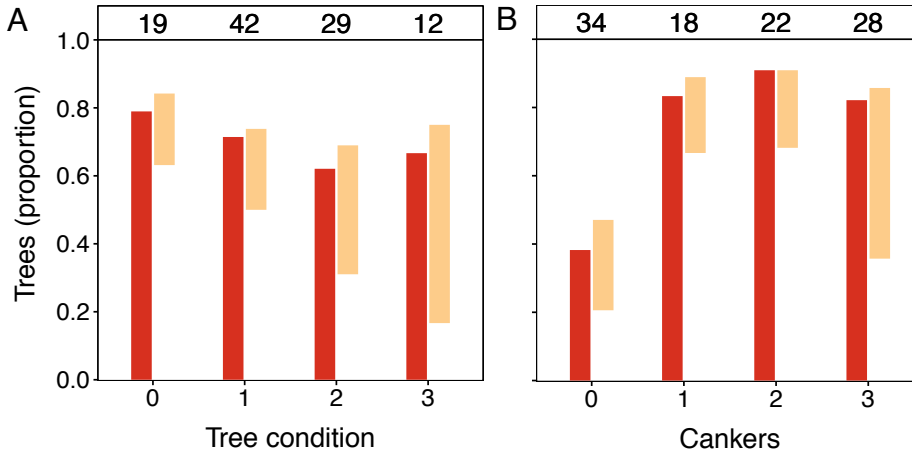 A 19 42 29 12
B 34 18 22 28
1.0
0.8
0.6
0.4
0.2
0.0
Trees (proportion)
0 1 2 3
0 1 2 3
Tree condition
Cankers